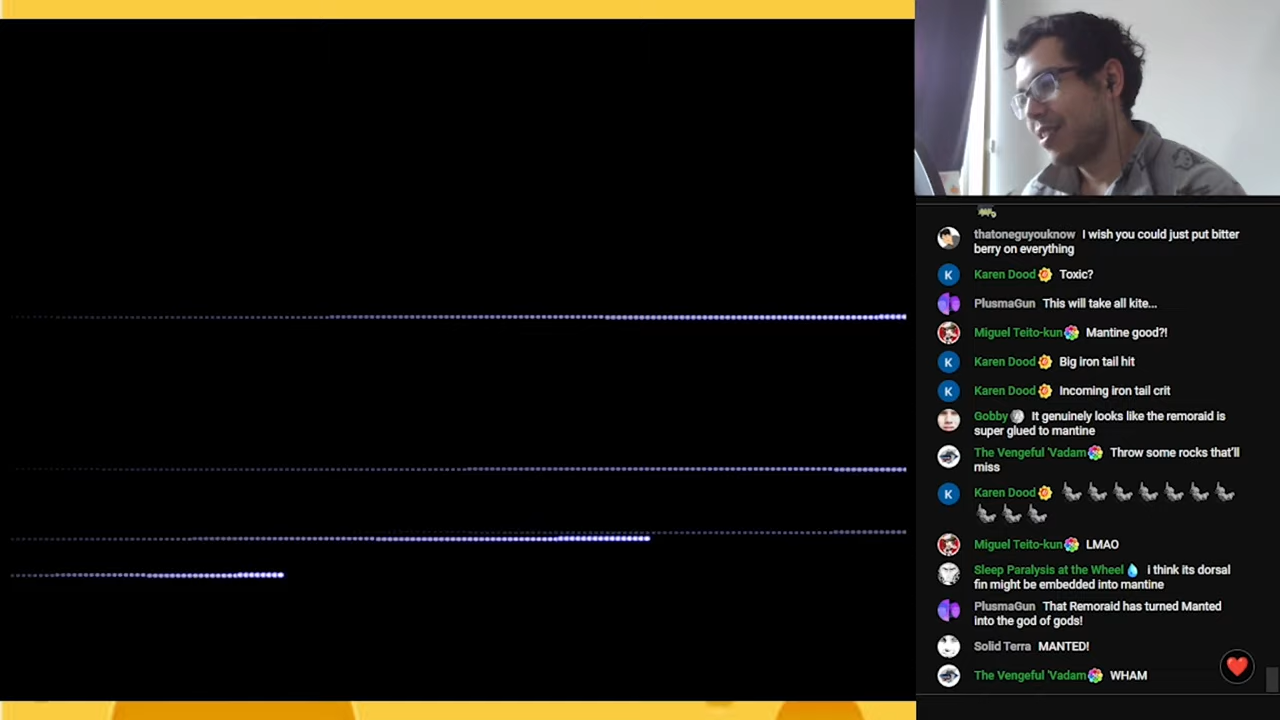 thatoneguyouknow I wish you could just put bitter
berry on everything
K Karen Dood Toxic?
PlusmaGun This will take all kite...
Miguel Teito-kun Mantine good?!
K Karen Dood Big iron tail hit
K Karen Dood Incoming iron tail crit
Gobby It genuinely looks like the remoraid is
super glued to mantine
The Vengeful 'Vadam Throw some rocks that'll
miss
K Karen Dood
Miguel Teito-kun LMAO
Sleep Paralysis at the Wheel i think its dorsal
fin might be embedded into mantine
PlusmaGun That Remoraid has turned Manted
into the god of gods!
Solid Terra MANTED!
The Vengeful 'Vadam WHAM